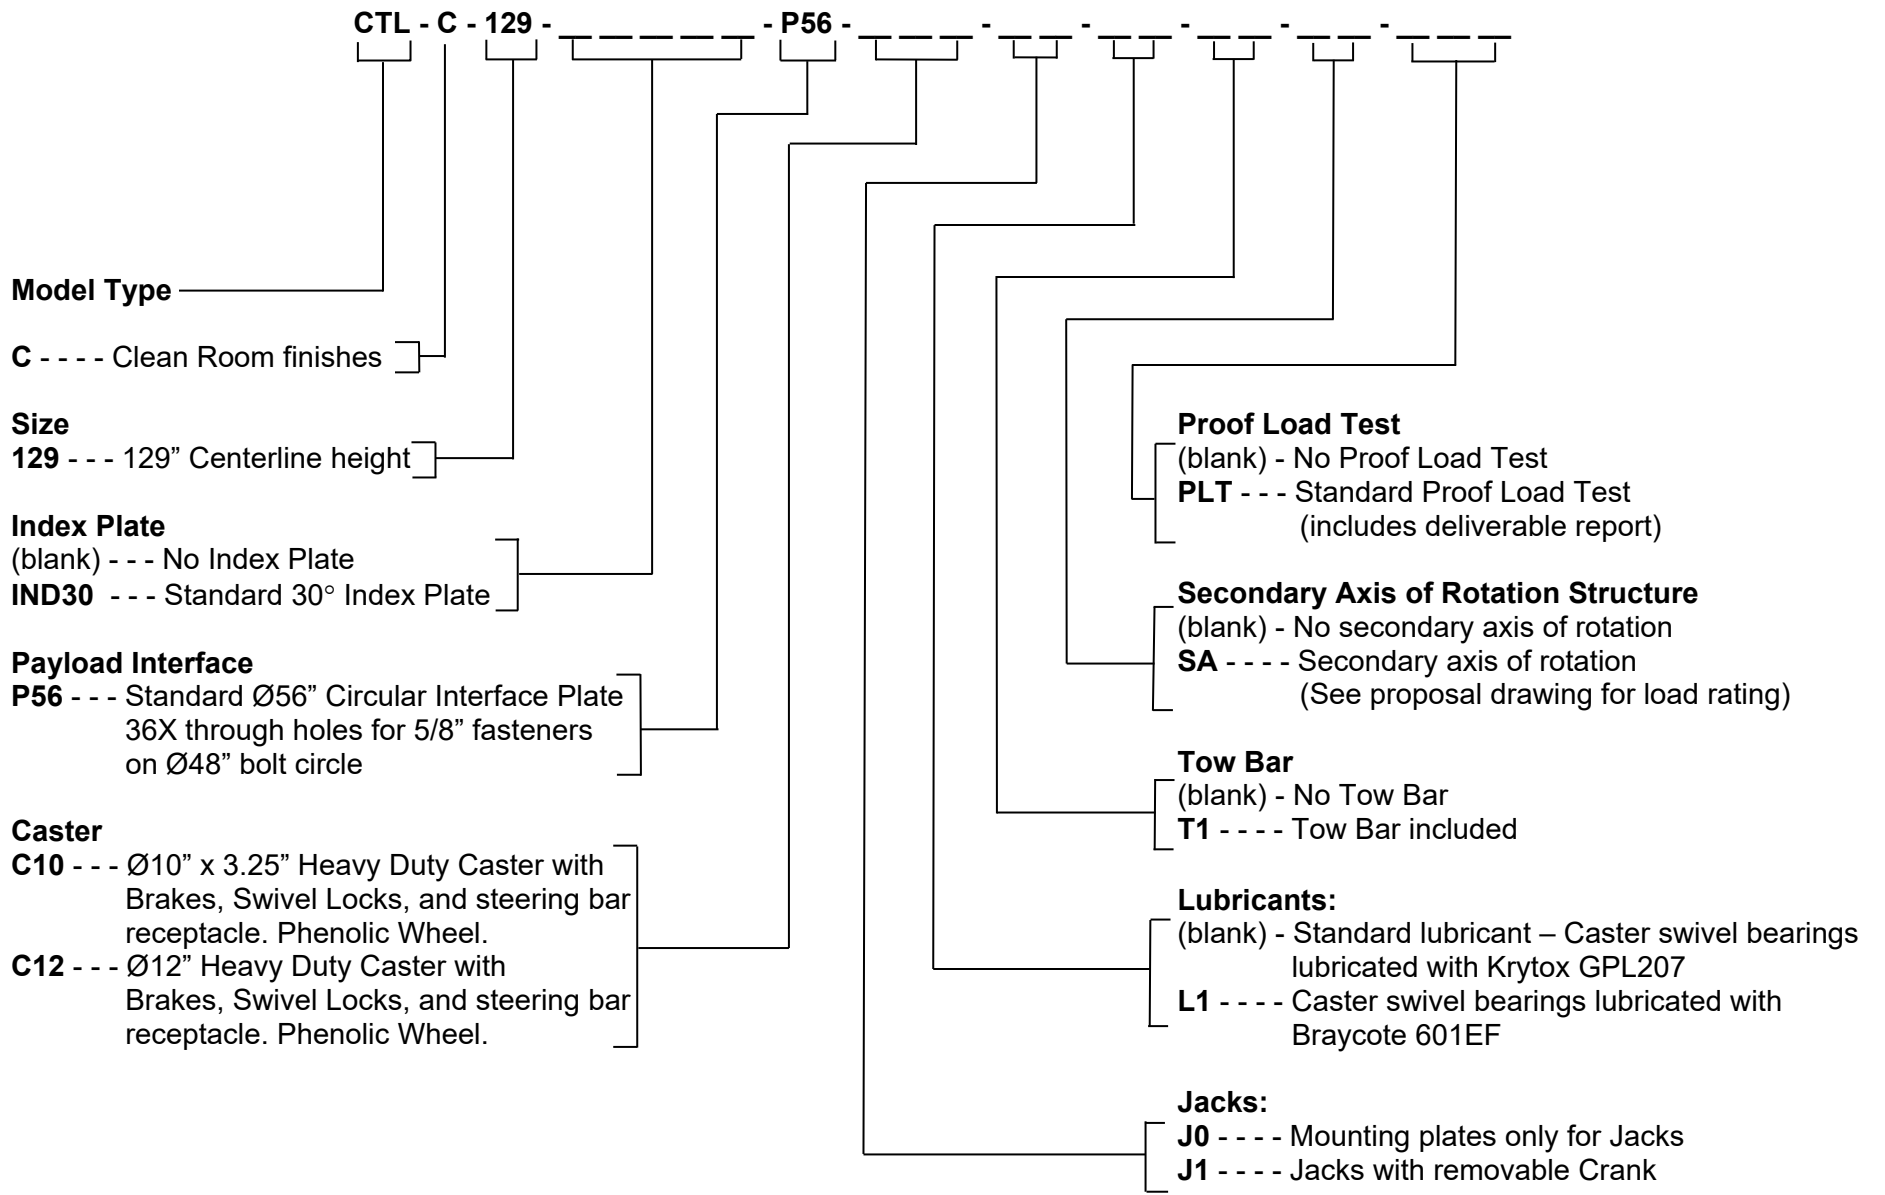 CTL - C - 129 - _ _ _ _ _ - P56 - _ _ _ - _ _ - _ _ - _ _ - _ _ - _ _ _
Model Type
C - - - - Clean Room finishes
Size
129 - - - 129” Centerline height
Index Plate
(blank) - - - No Index Plate
IND30 - - - Standard 30° Index Plate
Payload Interface
P56 - - - Standard Ø56” Circular Interface Plate
36X through holes for 5/8” fasteners
on Ø48” bolt circle
Caster
C10 - - - Ø10” x 3.25” Heavy Duty Caster with
Brakes, Swivel Locks, and steering bar
receptacle. Phenolic Wheel.
C12 - - - Ø12” Heavy Duty Caster with
Brakes, Swivel Locks, and steering bar
receptacle. Phenolic Wheel.
Proof Load Test
(blank) - No Proof Load Test
PLT - - - Standard Proof Load Test
(includes deliverable report)
Secondary Axis of Rotation Structure
(blank) - No secondary axis of rotation
SA - - - - Secondary axis of rotation
(See proposal drawing for load rating)
Tow Bar
(blank) - No Tow Bar
T1 - - - - Tow Bar included
Lubricants:
(blank) - Standard lubricant – Caster swivel bearings
lubricated with Krytox GPL207
L1 - - - - Caster swivel bearings lubricated with
Braycote 601EF
Jacks:
J0 - - - - Mounting plates only for Jacks
J1 - - - - Jacks with removable Crank